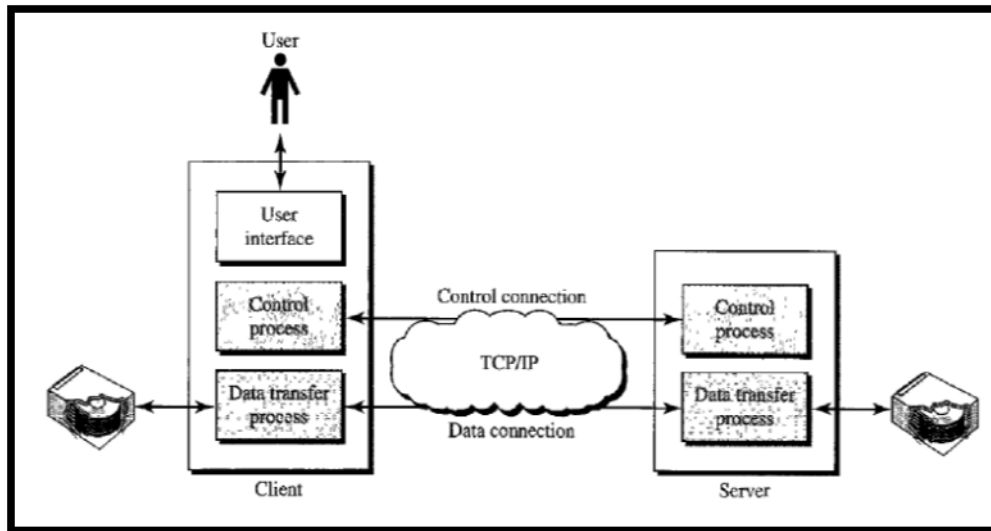 User
User
interface
Control connection
Control
process
Control
process
TCP/IP
Data transfer
process
Data transfer
process
Data connection
Client
Server